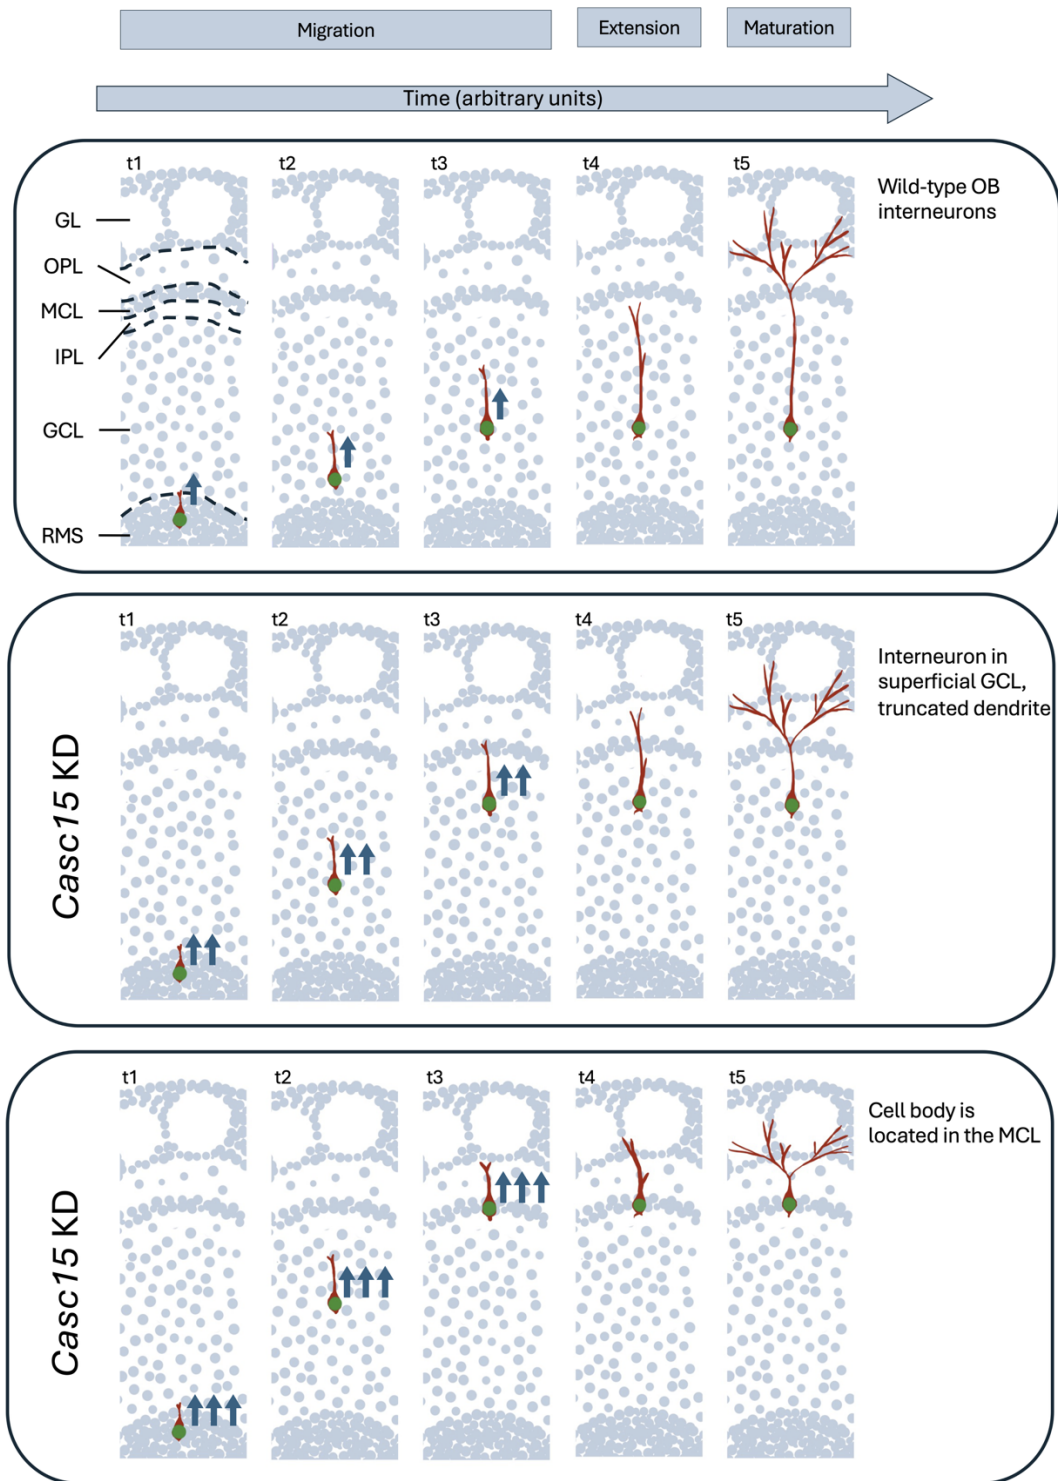 Migration
Extension
Maturation
Time (arbitrary units)
t1
t2
t3
t4
t5
Wild-type OB
interneurons
GL
OPL
MCL
IPL
GCL
RMS
Casc15 KD
t1
t2
t3
t4
t5
Interneuron in
superficial GCL,
truncated dendrite
Casc15 KD
t1
t2
t3
t4
t5
Cell body is
located in the MCL